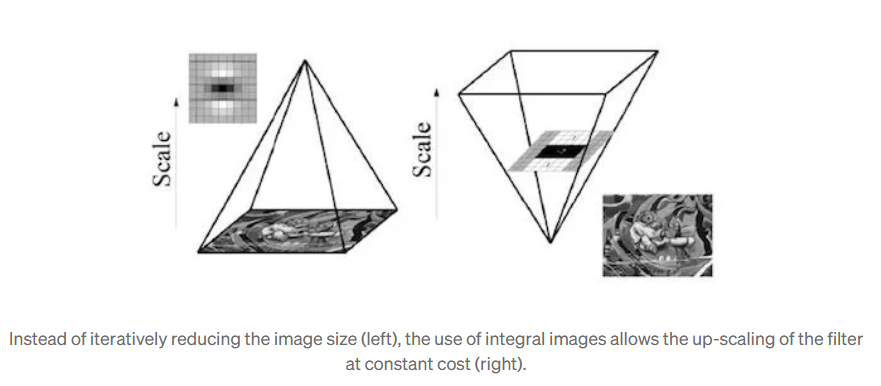 Scale
Scale
Instead of iteratively reducing the image size (left), the use of integral images allows the up-scaling of the filter
at constant cost (right).